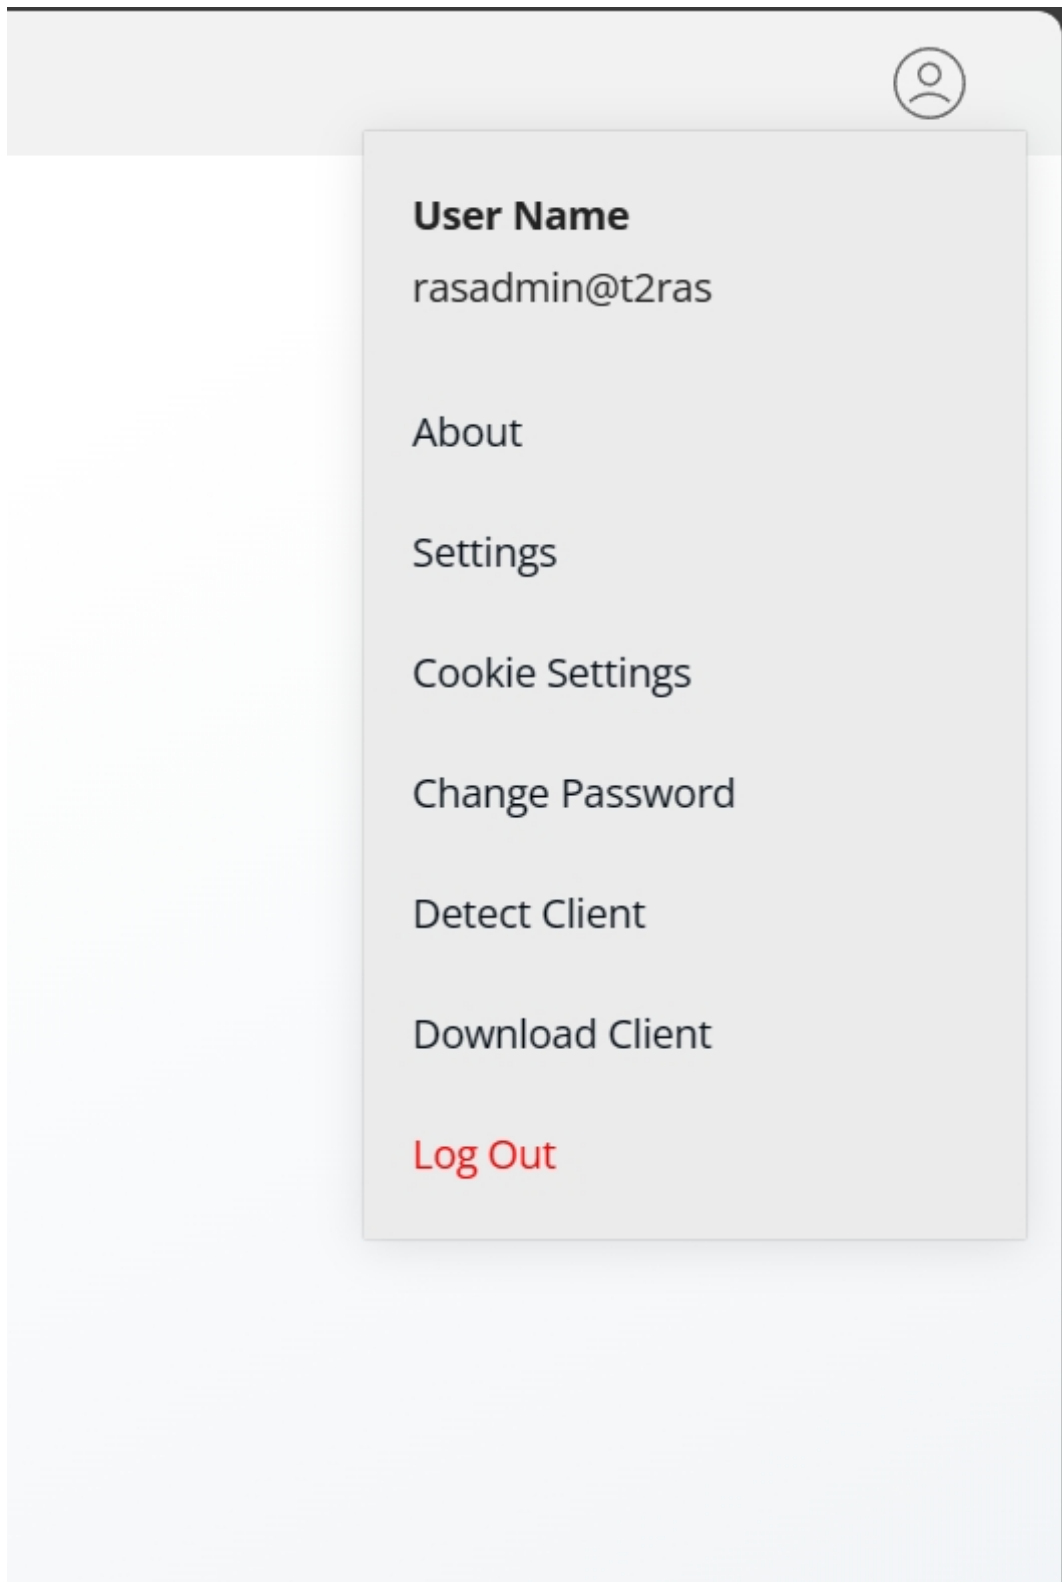 User Name
rasadmin@t2ras
About
Settings
Cookie Settings
Change Password
Detect Client
Download Client
Log Out